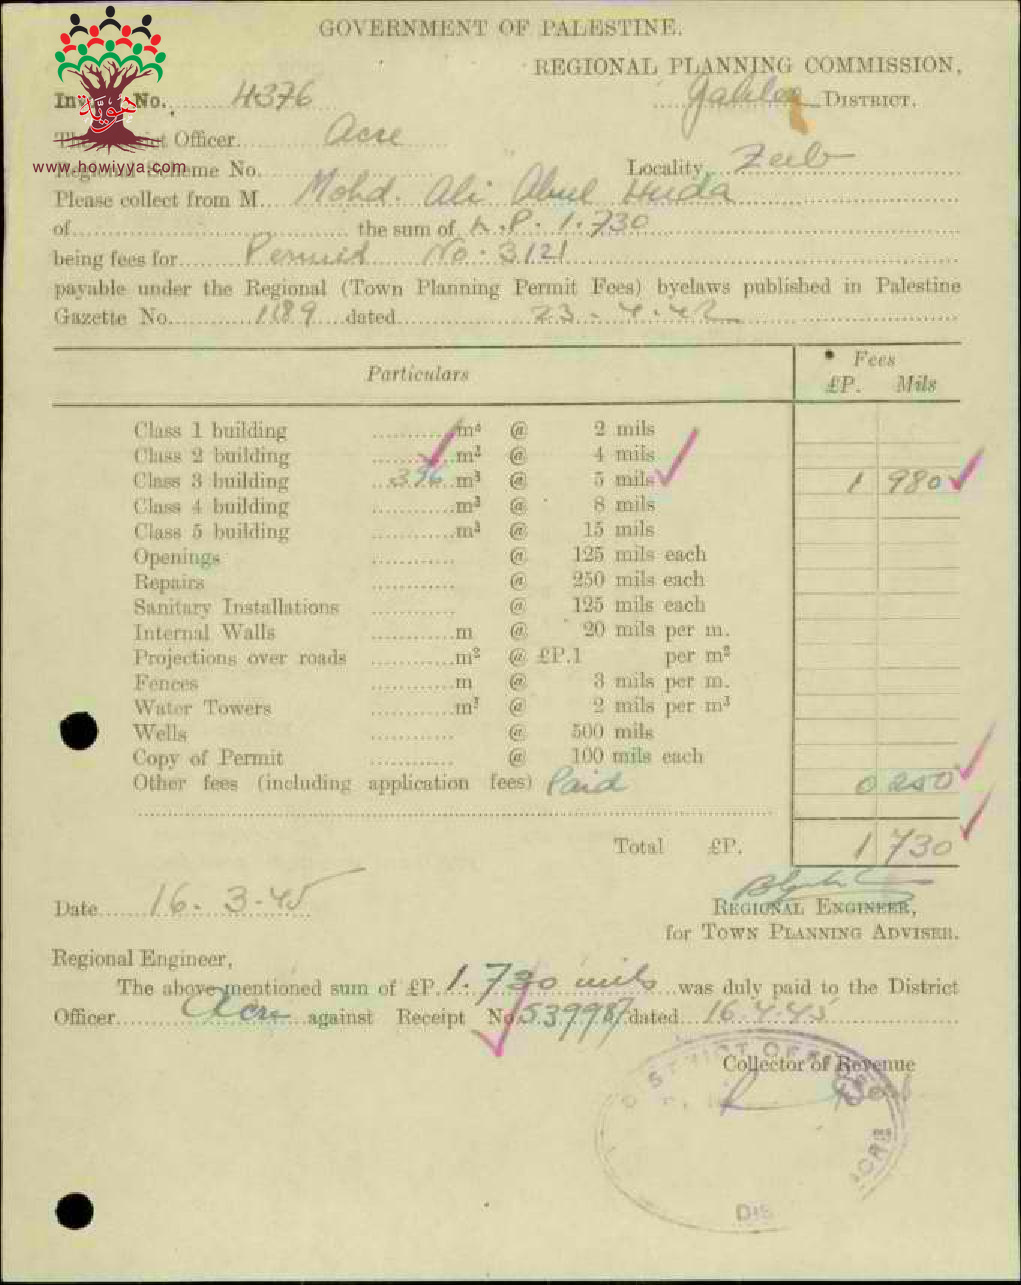 GOVERNMENT OF PALESTINE.
REGIONAL PLANNING COMMISSION,
Invoice No. 4376 Galilee DISTRICT.
The District Officer. Acre
www.howiyya.com
Regional Scheme No. Locality Zeeb
Please collect from M. Mohd. Ali Abul Huda
of the sum of L.P. 1.730
being fees for Permit No. 3121
payable under the Regional (Town Planning Permit Fees) byelaws published in Palestine
Gazette No. 1189 dated 23-4-42
Particulars Fees
£P. Mils
Class 1 building m³ @ 2 mils
Class 2 building m³ @ 4 mils
Class 3 building 396 m³ @ 5 mils 1 980
Class 4 building m³ @ 8 mils
Class 5 building m³ @ 15 mils
Openings @ 125 mils each
Repairs @ 250 mils each
Sanitary Installations @ 125 mils each
Internal Walls m @ 20 mils per m.
Projections over roads m² @ £P.1 per m²
Fences m @ 3 mils per m.
Water Towers m³ @ 2 mils per m³
Wells @ 500 mils
Copy of Permit @ 100 mils each
Other fees (including application fees) Paid 0 250
Total £P. 1 730
Date 16.3.45
REGIONAL ENGINEER,
for TOWN PLANNING ADVISER.
Regional Engineer,
The above mentioned sum of £P. 1.730 mils was duly paid to the District
Officer Acre against Receipt No. 539987 dated 16.4.45
Collector of Revenue
DISTRICT OFFICE
ACRE